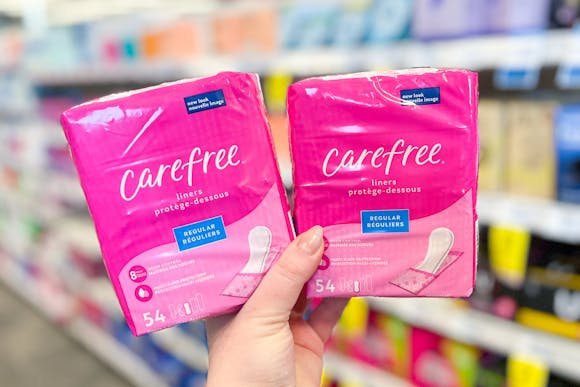 new look
nouvelle image
carefree
liners
protège-dessous
REGULAR
RÉGULIERS
8
54
new look
nouvelle image
carefree
liners
protège-dessous
REGULAR
RÉGULIERS
54